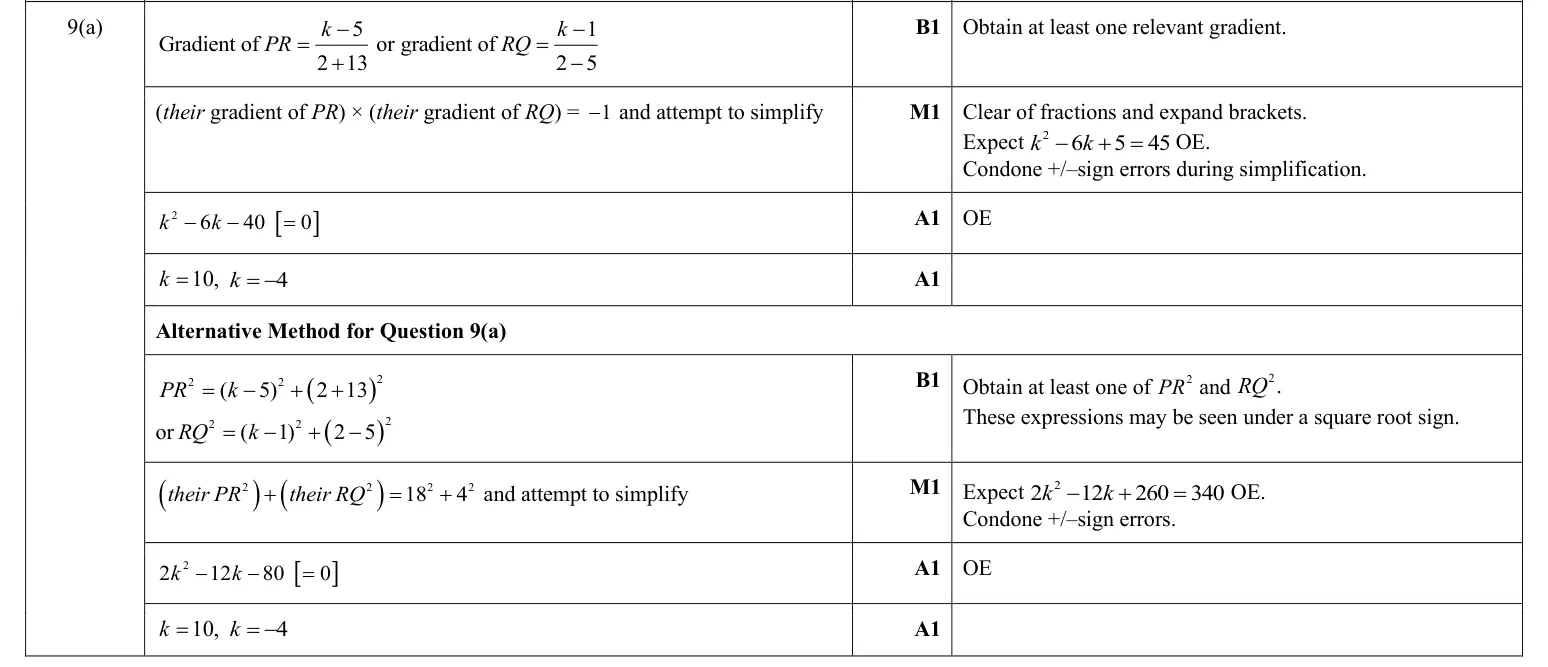 9(a)
Gradient of PR = (k − 5)/(2 + 13) or gradient of RQ = (k − 1)/(2 − 5)
B1
Obtain at least one relevant gradient.
(their gradient of PR) × (their gradient of RQ) = −1 and attempt to simplify
M1
Clear of fractions and expand brackets.
Expect k² − 6k + 5 = 45 OE.
Condone +/–sign errors during simplification.
k² − 6k − 40 [= 0]
A1
OE
k = 10, k = −4
A1
Alternative Method for Question 9(a)
PR² = (k − 5)² + (2 + 13)²
or RQ² = (k − 1)² + (2 − 5)²
B1
Obtain at least one of PR² and RQ².
These expressions may be seen under a square root sign.
(their PR²) + (their RQ²) = 18² + 4² and attempt to simplify
M1
Expect 2k² − 12k + 260 = 340 OE.
Condone +/–sign errors.
2k² − 12k − 80 [= 0]
A1
OE
k = 10, k = −4
A1